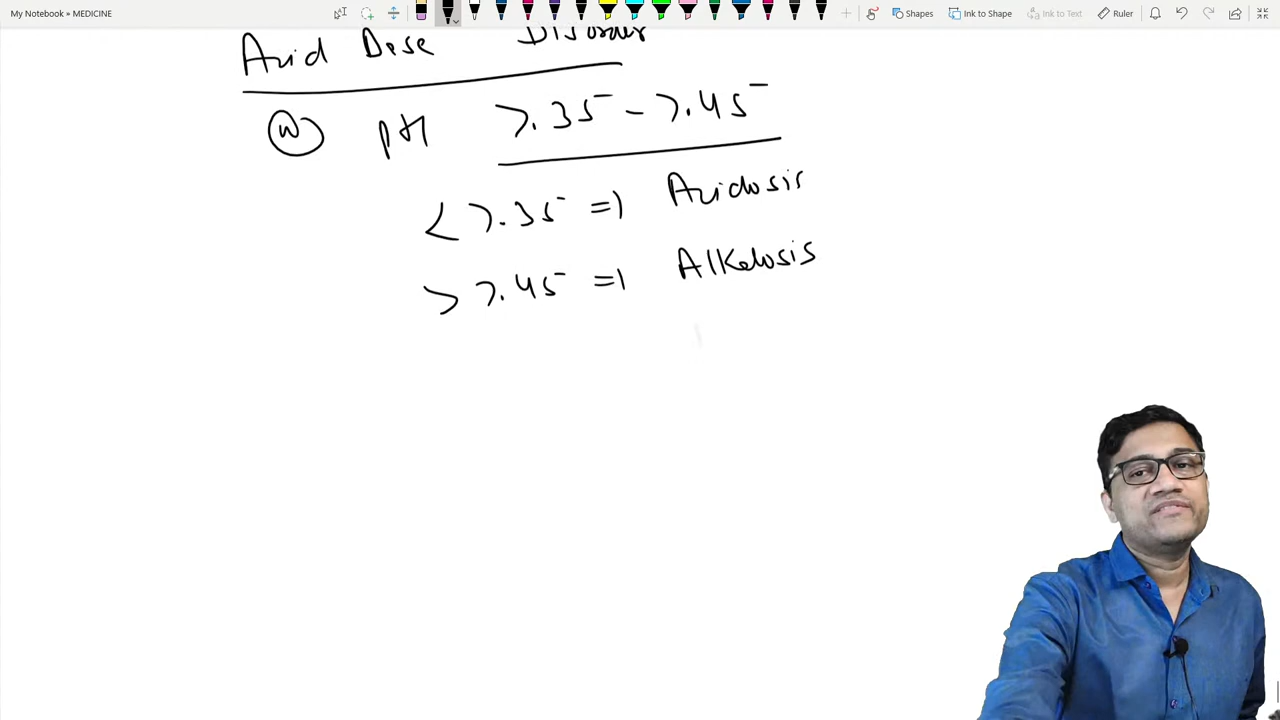 My Notebook » MEDICINE
Shapes Ink to Shape Ink to Text Ruler
Acid Base Disorder
N pH 7.35 - 7.45
< 7.35 => Acidosis
> 7.45 => Alkalosis